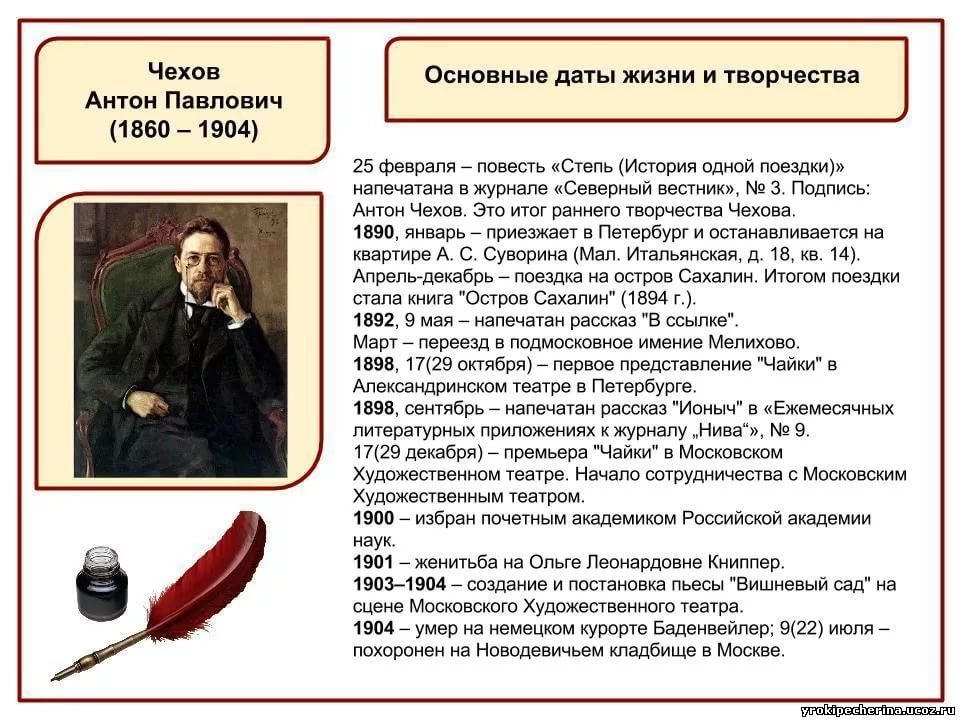 Чехов
Антон Павлович
(1860 – 1904)
Основные даты жизни и творчества
25 февраля – повесть «Степь (История одной поездки)»
напечатана в журнале «Северный вестник», № 3. Подпись:
Антон Чехов. Это итог раннего творчества Чехова.
1890, январь – приезжает в Петербург и останавливается на
квартире А. С. Суворина (Мал. Итальянская, д. 18, кв. 14).
Апрель-декабрь – поездка на остров Сахалин. Итогом поездки
стала книга "Остров Сахалин" (1894 г.).
1892, 9 мая – напечатан рассказ "В ссылке".
Март – переезд в подмосковное имение Мелихово.
1898, 17(29 октября) – первое представление "Чайки" в
Александринском театре в Петербурге.
1898, сентябрь – напечатан рассказ "Ионыч" в «Ежемесячных
литературных приложениях к журналу „Нива“», № 9.
17(29 декабря) – премьера "Чайки" в Московском
Художественном театре. Начало сотрудничества с Московским
Художественным театром.
1900 – избран почетным академиком Российской академии
наук.
1901 – женитьба на Ольге Леонардовне Книппер.
1903–1904 – создание и постановка пьесы "Вишневый сад" на
сцене Московского Художественного театра.
1904 – умер на немецком курорте Баденвейлер; 9(22) июля –
похоронен на Новодевичьем кладбище в Москве.
yrokipecherina.ucoz.ru